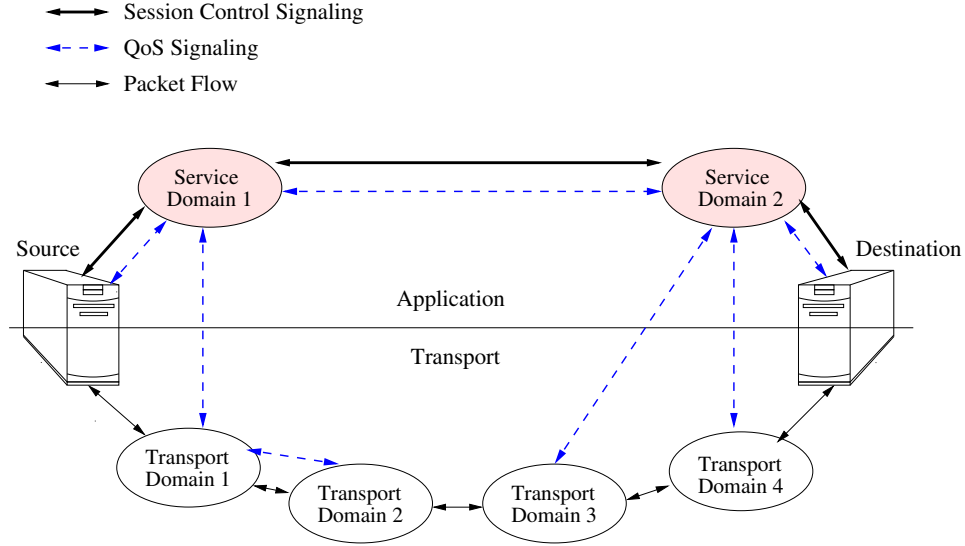 Session Control Signaling
QoS Signaling
Packet Flow
Service
Domain 1
Service
Domain 2
Source
Destination
Application
Transport
Transport
Domain 1
Transport
Domain 2
Transport
Domain 3
Transport
Domain 4